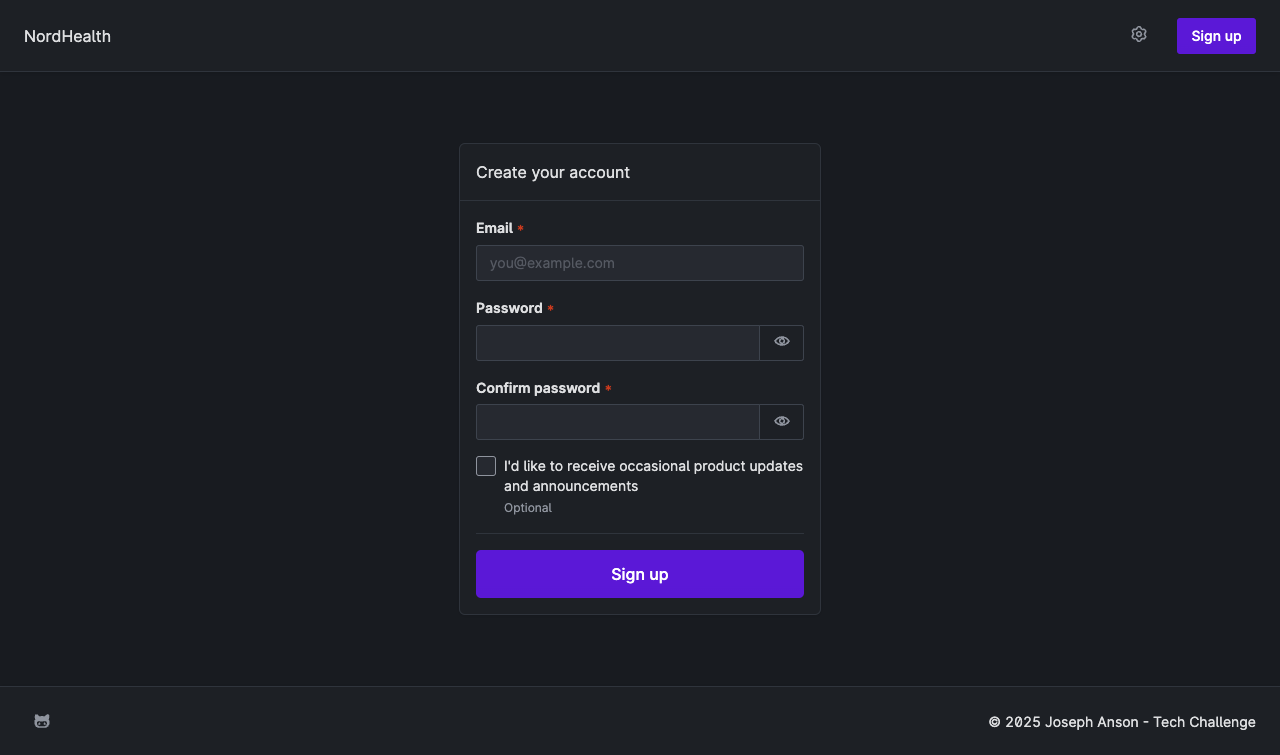 NordHealth
Sign up
Create your account
Email *
you@example.com
Password *
Confirm password *
I'd like to receive occasional product updates
and announcements
Optional
Sign up
© 2025 Joseph Anson - Tech Challenge